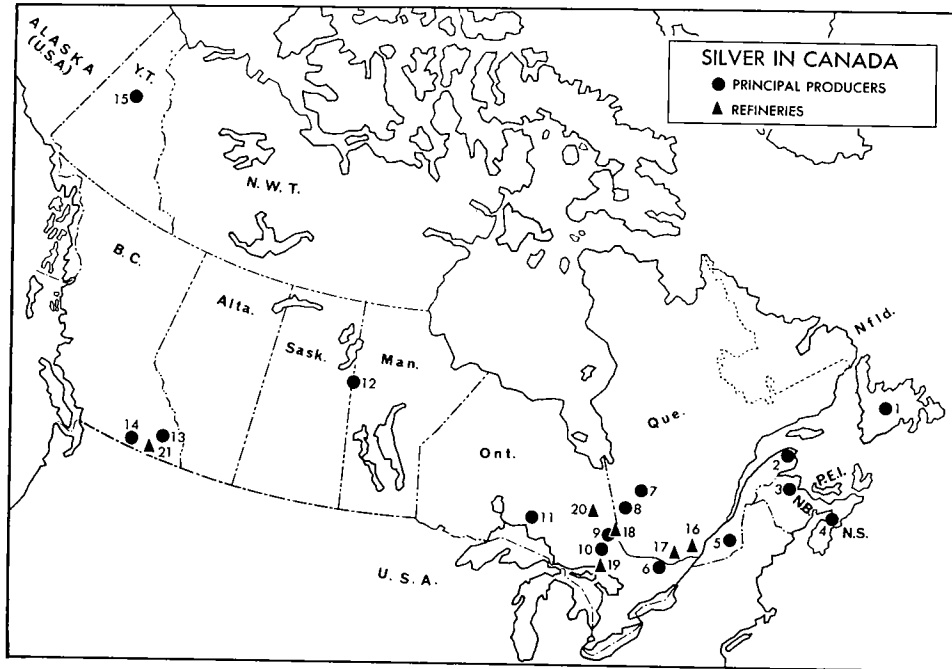 SILVER IN CANADA
PRINCIPAL PRODUCERS
REFINERIES
ALASKA
(U.S.A)
Y.T.
15
N.W.T.
B.C.
Alta.
Sask.
Man.
12
Nfld.
1
Que.
Ont.
14
13
21
2
P.E.I.
3
N.B.
4
N.S.
7
8
20
11
9
18
10
19
17
16
5
6
U.S.A.